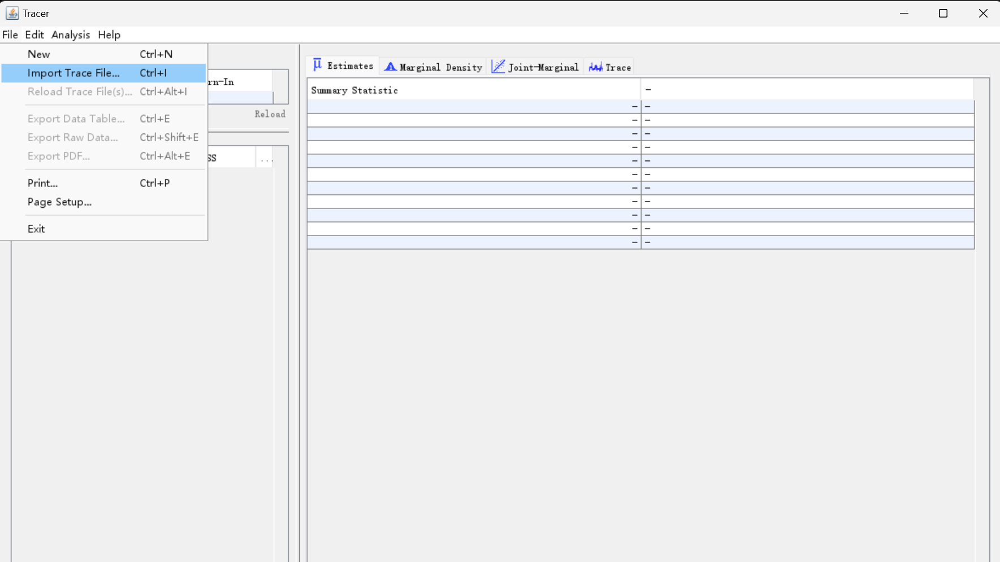 Tracer
File Edit Analysis Help
New Ctrl+N
Import Trace File... Ctrl+I
Reload Trace File(s)... Ctrl+Alt+I
Export Data Table... Ctrl+E
Export Raw Data... Ctrl+Shift+E
Export PDF... Ctrl+Alt+E
Print... Ctrl+P
Page Setup...
Exit
rn-In
Reload
SS ...
Estimates Marginal Density Joint-Marginal Trace
Summary Statistic -
- -
- -
- -
- -
- -
- -
- -
- -
- -
- -
- -